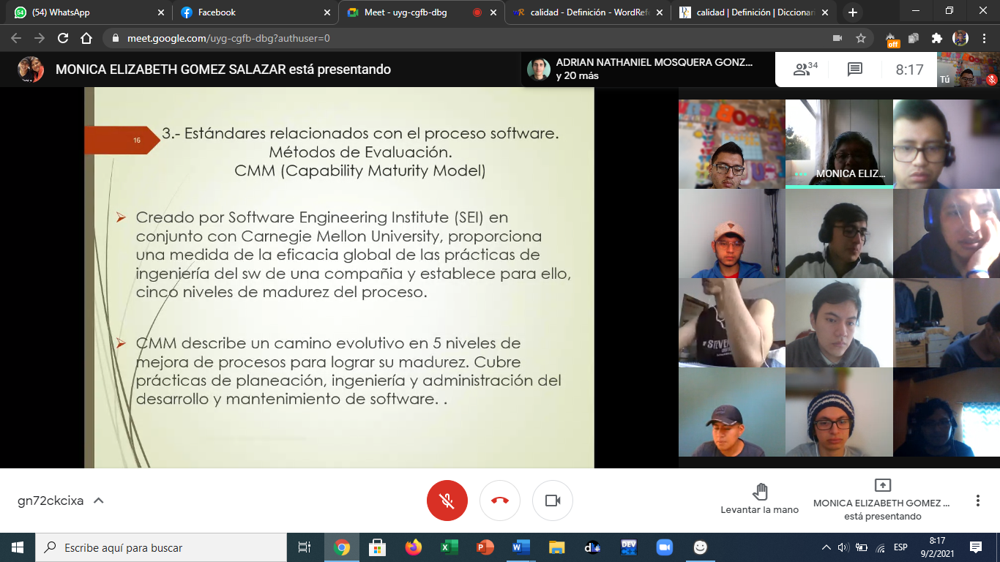 (54) WhatsApp
Facebook
Meet - uyg-cgfb-dbg
calidad - Definición - WordRefe
calidad | Definición | Diccionari
meet.google.com/uyg-cgfb-dbg?authuser=0
off
MONICA ELIZABETH GOMEZ SALAZAR está presentando
ADRIAN NATHANIEL MOSQUERA GONZ...
y 20 más
34
8:17
Tú
16
3.- Estándares relacionados con el proceso software.
Métodos de Evaluación.
CMM (Capability Maturity Model)
Creado por Software Engineering Institute (SEI) en
conjunto con Carnegie Mellon University, proporciona
una medida de la eficacia global de las prácticas de
ingeniería del sw de una compañia y establece para ello,
cinco niveles de madurez del proceso.
CMM describe un camino evolutivo en 5 niveles de
mejora de procesos para lograr su madurez. Cubre
prácticas de planeación, ingeniería y administración del
desarrollo y mantenimiento de software. .
MONICA ELIZ...
gn72ckcixa
Levantar la mano
MONICA ELIZABETH GOMEZ ...
está presentando
Escribe aquí para buscar
DEV
ESP
8:17
9/2/2021